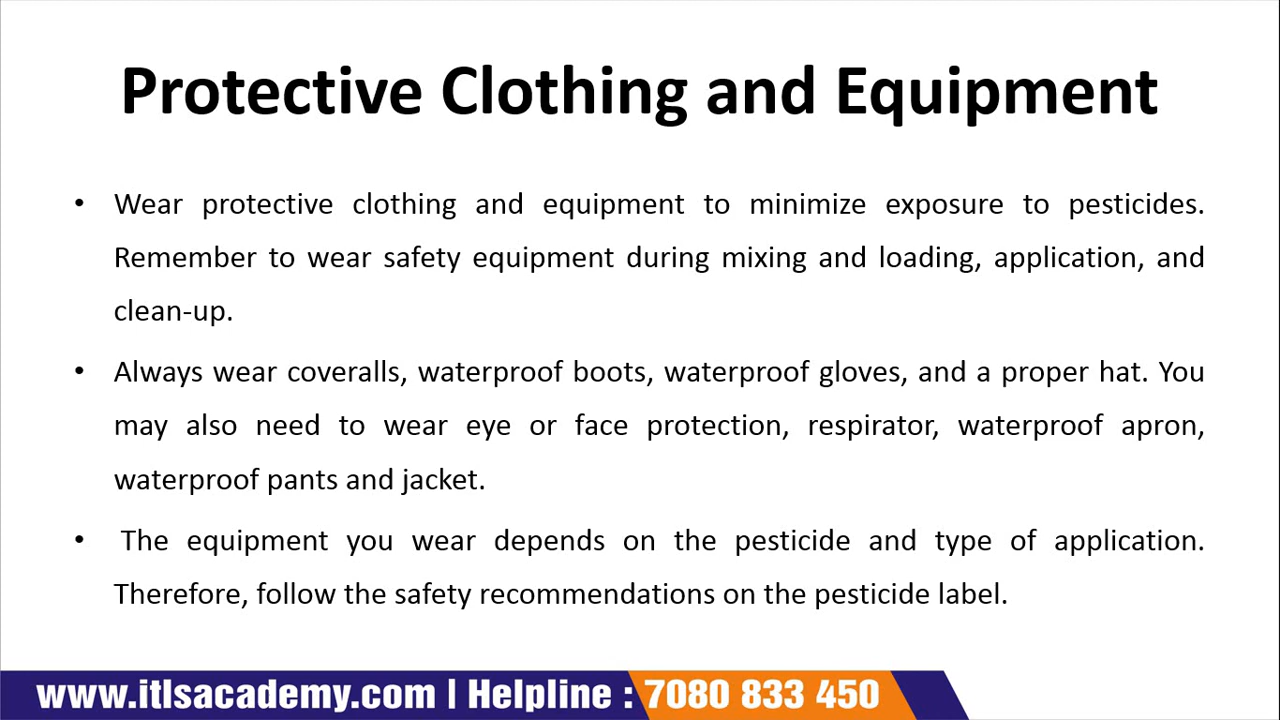 Protective Clothing and Equipment
• Wear protective clothing and equipment to minimize exposure to pesticides.
Remember to wear safety equipment during mixing and loading, application, and
clean-up.
• Always wear coveralls, waterproof boots, waterproof gloves, and a proper hat. You
may also need to wear eye or face protection, respirator, waterproof apron,
waterproof pants and jacket.
• The equipment you wear depends on the pesticide and type of application.
Therefore, follow the safety recommendations on the pesticide label.
www.itlsacademy.com | Helpline : 7080 833 450